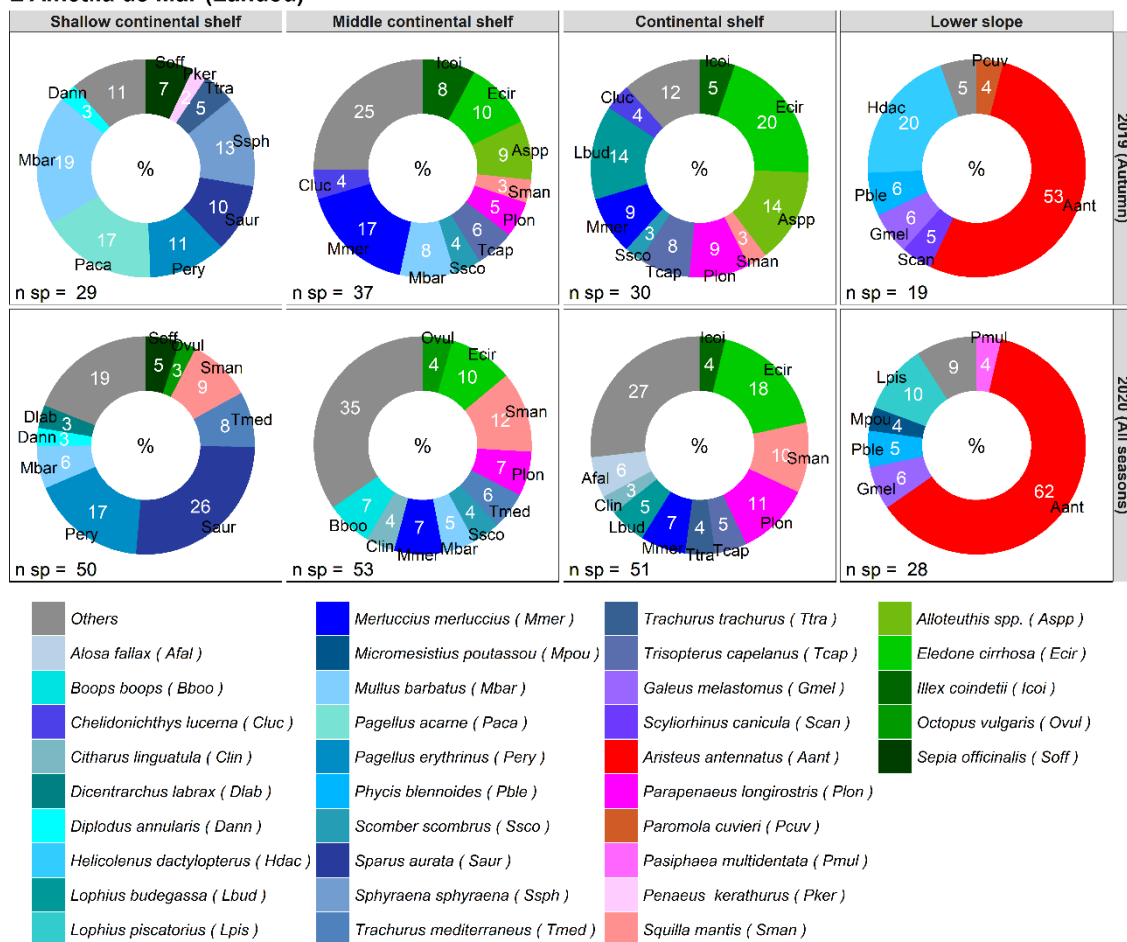 L'Ametlla de Mar (Landed)
Shallow continental shelf
Middle continental shelf
Continental shelf
Lower slope
2019 (Autumn)
Soff 7
Pker 2
Ttra 5
Ssph 13
Saur 10
Pery 11
Paca 17
Mbar 19
Dann 3
11
%
n sp = 29
Icoi 8
Ecir 10
Aspp 9
Sman 3
Plon 5
Tcap 6
Ssco 4
Mbar 8
Mmer 17
Cluc 4
25
%
n sp = 37
Icoi 5
Ecir 20
Aspp 14
Sman 3
Plon 9
Tcap 8
Ssco 3
Mmer 9
Lbud 14
Cluc 4
12
%
n sp = 30
Pcuv 4
Aant 53
Scan 5
Gmel 6
Pble 6
Hdac 20
5
%
n sp = 19
2020 (All seasons)
Soff 5
Ovul 3
Sman 9
Tmed 8
Saur 26
Pery 17
Mbar 6
Dann 3
Dlab 3
19
%
n sp = 50
Ovul 4
Ecir 10
Sman 12
Plon 7
Tmed 6
Ssco 4
Mbar 5
Mmer 7
Clin 4
Bboo 7
35
%
n sp = 53
Icoi 4
Ecir 18
Sman 10
Plon 11
Tcap 5
Ttra 4
Mmer 7
Lbud 5
Clin 3
Afal 6
27
%
n sp = 51
Pmul 4
Aant 62
Gmel 6
Pble 5
Mpou 4
Lpis 10
9
%
n sp = 28
Others
Alosa fallax ( Afal )
Boops boops ( Bboo )
Chelidonichthys lucerna ( Cluc )
Citharus linguatula ( Clin )
Dicentrarchus labrax ( Dlab )
Diplodus annularis ( Dann )
Helicolenus dactylopterus ( Hdac )
Lophius budegassa ( Lbud )
Lophius piscatorius ( Lpis )
Merluccius merluccius ( Mmer )
Micromesistius poutassou ( Mpou )
Mullus barbatus ( Mbar )
Pagellus acarne ( Paca )
Pagellus erythrinus ( Pery )
Phycis blennoides ( Pble )
Scomber scombrus ( Ssco )
Sparus aurata ( Saur )
Sphyraena sphyraena ( Ssph )
Trachurus mediterraneus ( Tmed )
Trachurus trachurus ( Ttra )
Trisopterus capelanus ( Tcap )
Galeus melastomus ( Gmel )
Scyliorhinus canicula ( Scan )
Aristeus antennatus ( Aant )
Parapenaeus longirostris ( Plon )
Paromola cuvieri ( Pcuv )
Pasiphaea multidentata ( Pmul )
Penaeus kerathurus ( Pker )
Squilla mantis ( Sman )
Alloteuthis spp. ( Aspp )
Eledone cirrhosa ( Ecir )
Illex coindetii ( Icoi )
Octopus vulgaris ( Ovul )
Sepia officinalis ( Soff )